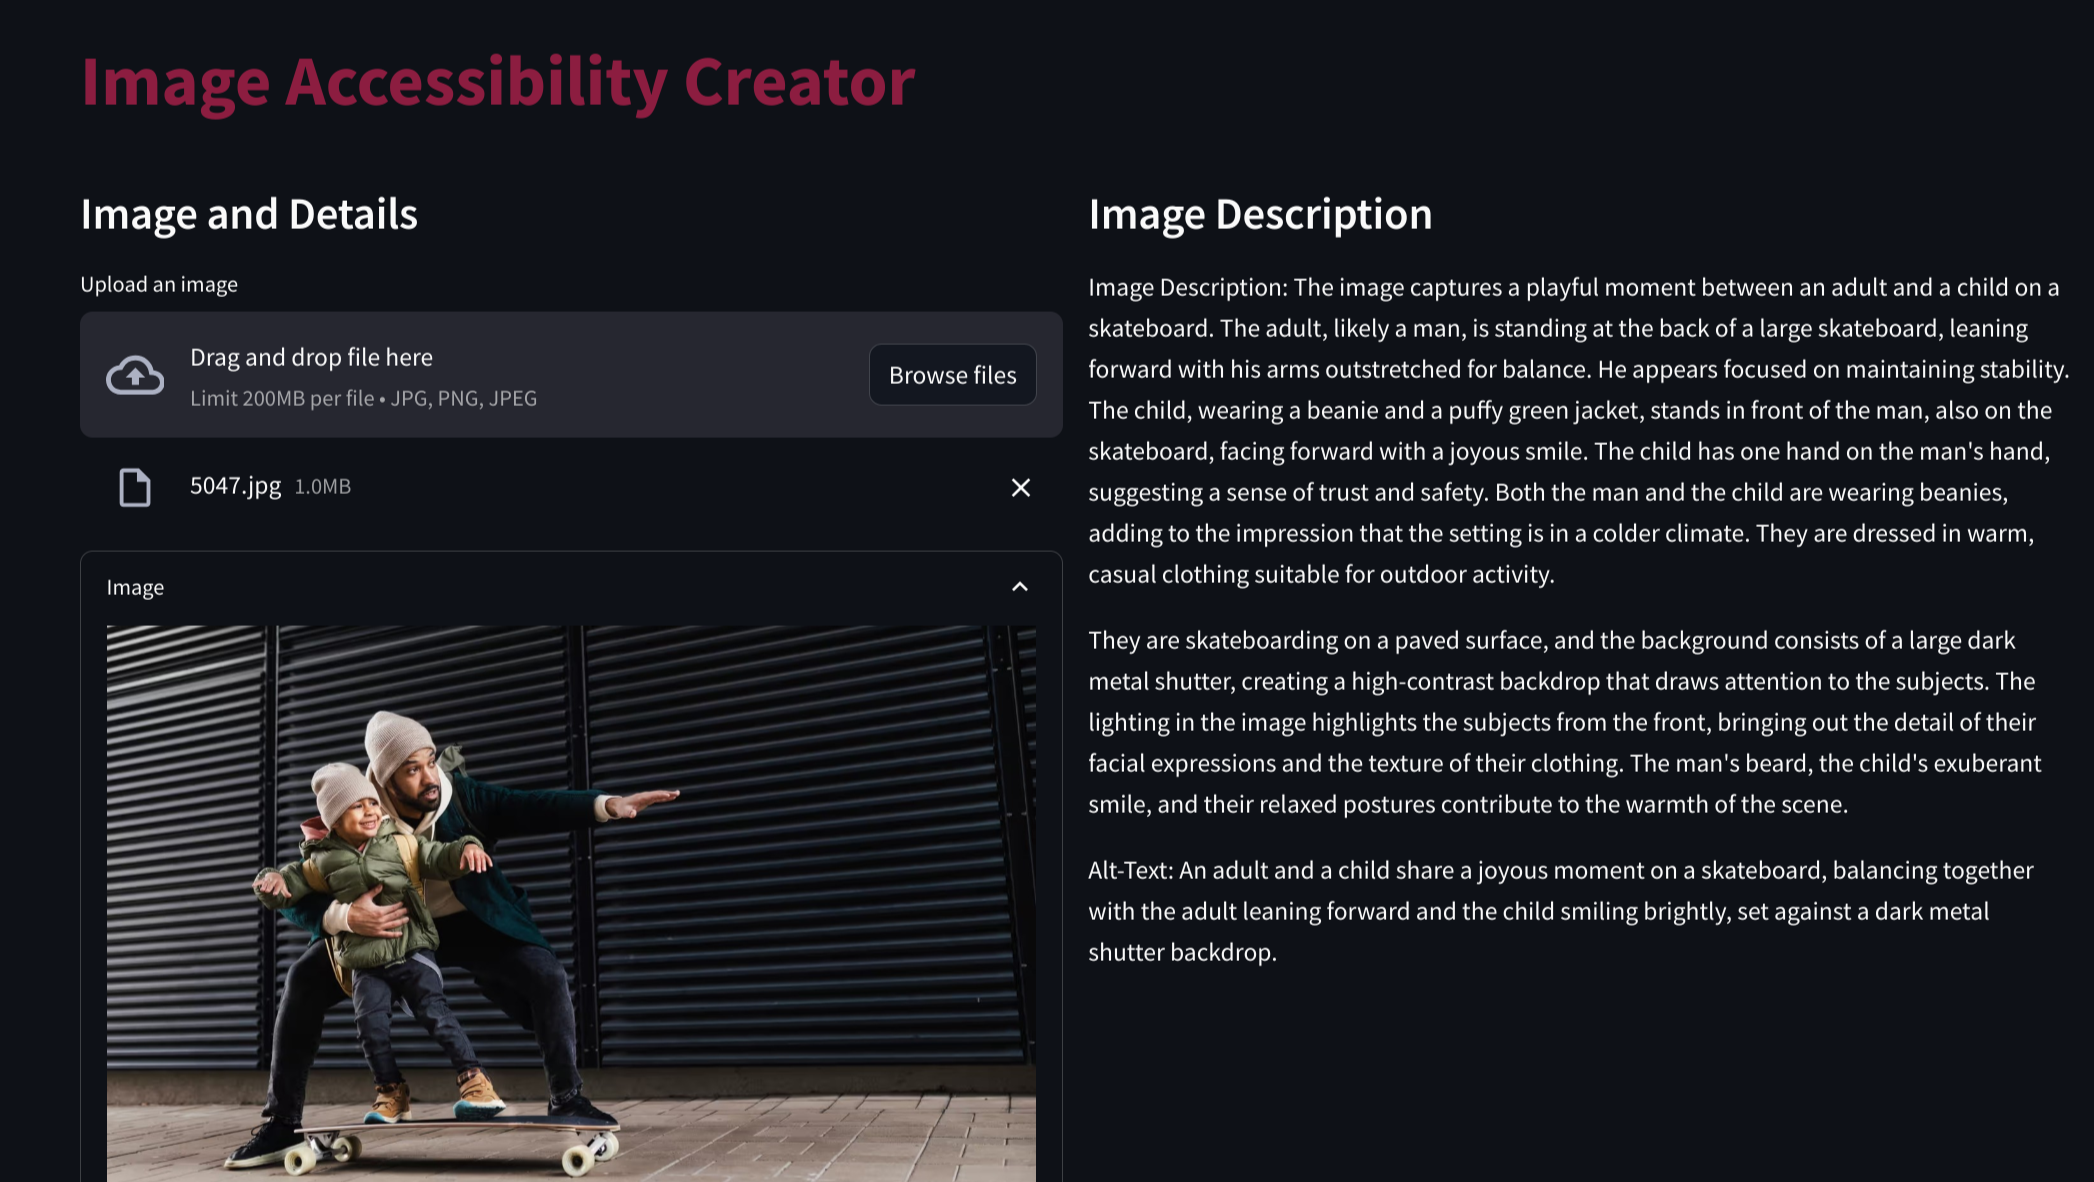 Image Accessibility Creator
Image and Details
Upload an image
Drag and drop file here
Limit 200MB per file • JPG, PNG, JPEG
Browse files
5047.jpg 1.0MB
Image
Image Description
Image Description: The image captures a playful moment between an adult and a child on a
skateboard. The adult, likely a man, is standing at the back of a large skateboard, leaning
forward with his arms outstretched for balance. He appears focused on maintaining stability.
The child, wearing a beanie and a puffy green jacket, stands in front of the man, also on the
skateboard, facing forward with a joyous smile. The child has one hand on the man's hand,
suggesting a sense of trust and safety. Both the man and the child are wearing beanies,
adding to the impression that the setting is in a colder climate. They are dressed in warm,
casual clothing suitable for outdoor activity.
They are skateboarding on a paved surface, and the background consists of a large dark
metal shutter, creating a high-contrast backdrop that draws attention to the subjects. The
lighting in the image highlights the subjects from the front, bringing out the detail of their
facial expressions and the texture of their clothing. The man's beard, the child's exuberant
smile, and their relaxed postures contribute to the warmth of the scene.
Alt-Text: An adult and a child share a joyous moment on a skateboard, balancing together
with the adult leaning forward and the child smiling brightly, set against a dark metal
shutter backdrop.